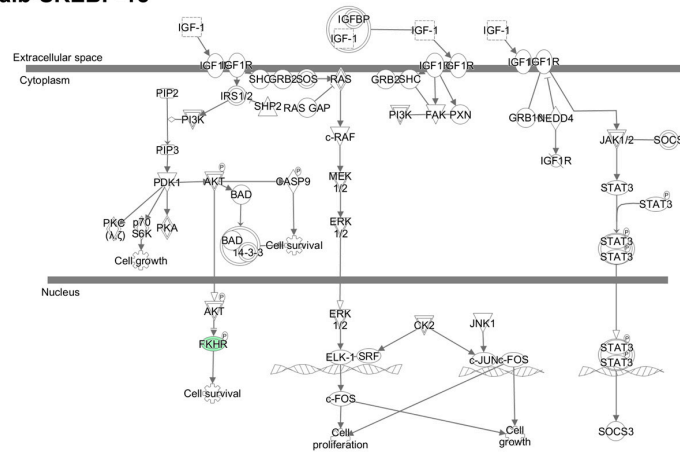 IGFBP
IGF-1
IGF-1
IGF-1
IGF-1
Extracellular space
IGF1R
IGF1R
IGF1R
IGF1R
IGF1R
Cytoplasm
SHC
GRB2
SOS
RAS
GRB2
SHC
PIP2
IRS1/2
SHP2
RAS GAP
PI3K
PI3K
FAK
PXN
GRB10
NEDD4
c-RAF
JAK1/2
PIP3
IGF1R
PDK1
AKT
P
BAD
CASP9
P
MEK
1/2
STAT3
STAT3
P
PKC
(λ,ζ)
p70
S6K
PKA
ERK
1/2
BAD
14-3-3
Cell survival
STAT3
P
STAT3
P
Cell growth
Nucleus
AKT
P
ERK
1/2
CK2
JNK1
FKHR
P
ELK-1
SRF
c-JUN
c-FOS
STAT3
P
STAT3
P
Cell survival
c-FOS
Cell
proliferation
Cell
growth
SOCS3